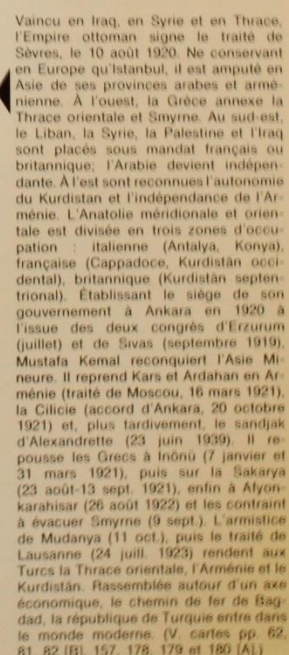 Vaincu en Iraq, en Syrie et en Thrace,
l'Empire ottoman signe le traité de
Sèvres, le 10 août 1920. Ne conservant
en Europe qu'Istanbul, il est amputé en
Asie de ses provinces arabes et armé-
nienne. À l'ouest, la Grèce annexe la
Thrace orientale et Smyrne. Au sud-est,
le Liban, la Syrie, la Palestine et l'Iraq
sont placés sous mandat français ou
britannique; l'Arabie devient indépen-
dante. À l'est sont reconnues l'autonomie
du Kurdistan et l'indépendance de l'Ar-
ménie. L'Anatolie méridionale et orien-
tale est divisée en trois zones d'occu-
pation : italienne (Antalya, Konya),
française (Cappadoce, Kurdistān occi-
dental), britannique (Kurdistān septen-
trional). Établissant le siège de son
gouvernement à Ankara en 1920 à
l'issue des deux congrès d'Erzurum
(juillet) et de Sivas (septembre 1919),
Mustafa Kemal reconquiert l'Asie Mi-
neure. Il reprend Kars et Ardahan en Ar-
ménie (traité de Moscou, 16 mars 1921),
la Cilicie (accord d'Ankara, 20 octobre
1921) et, plus tardivement, le sandjak
d'Alexandrette (23 juin 1939). Il re-
pousse les Grecs à Inönü (7 janvier et
31 mars 1921), puis sur la Sakarya
(23 août-13 sept. 1921), enfin à Afyon-
karahisar (26 août 1922) et les contraint
à évacuer Smyrne (9 sept.). L'armistice
de Mudanya (11 oct.), puis le traité de
Lausanne (24 juill. 1923) rendent aux
Turcs la Thrace orientale, l'Arménie et le
Kurdistān. Rassemblée autour d'un axe
économique, le chemin de fer de Bag-
dad, la république de Turquie entre dans
le monde moderne. (V. cartes pp. 62,
81, 82 [B], 157, 178, 179 et 180 [A].)